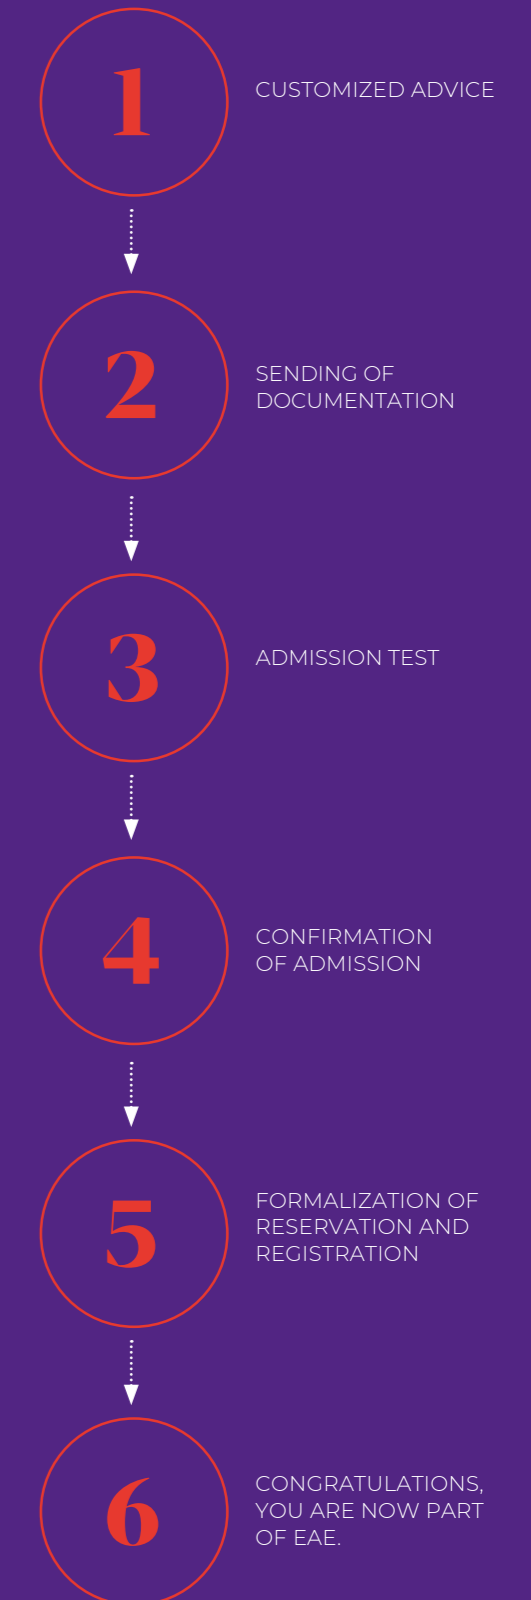 1
CUSTOMIZED ADVICE
2
SENDING OF
DOCUMENTATION
3
ADMISSION TEST
4
CONFIRMATION
OF ADMISSION
5
FORMALIZATION OF
RESERVATION AND
REGISTRATION
6
CONGRATULATIONS,
YOU ARE NOW PART
OF EAE.